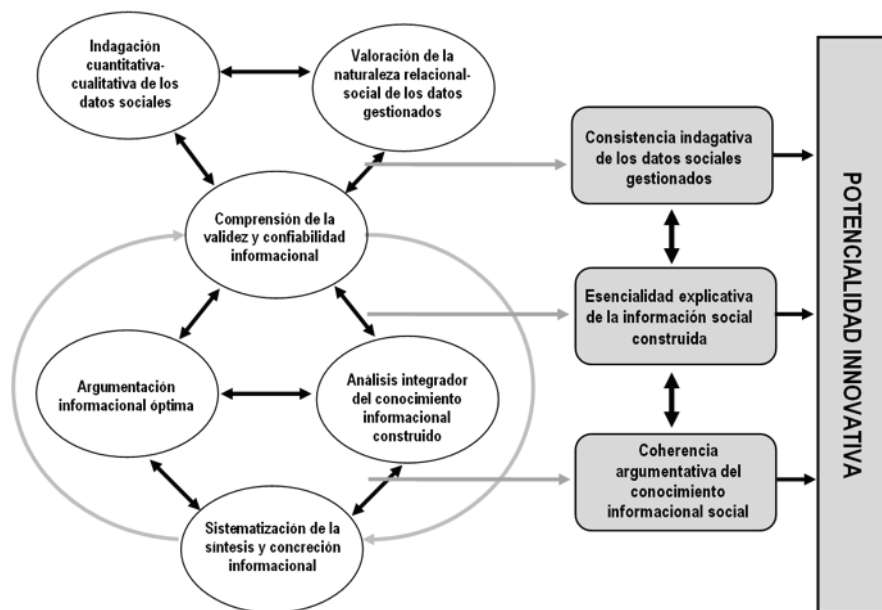 Indagación
cuantitativa-
cualitativa de los
datos sociales
Valoración de la
naturaleza relacional-
social de los datos
gestionados
Consistencia indagativa
de los datos sociales
gestionados
Comprensión de la
validez y confiabilidad
informacional
Esencialidad explicativa
de la información social
construida
Argumentación
informacional óptima
Análisis integrador
del conocimiento
informacional
construido
Coherencia
argumentativa del
conocimiento
informacional social
Sistematización de la
síntesis y concreción
informacional
POTENCIALIDAD INNOVATIVA